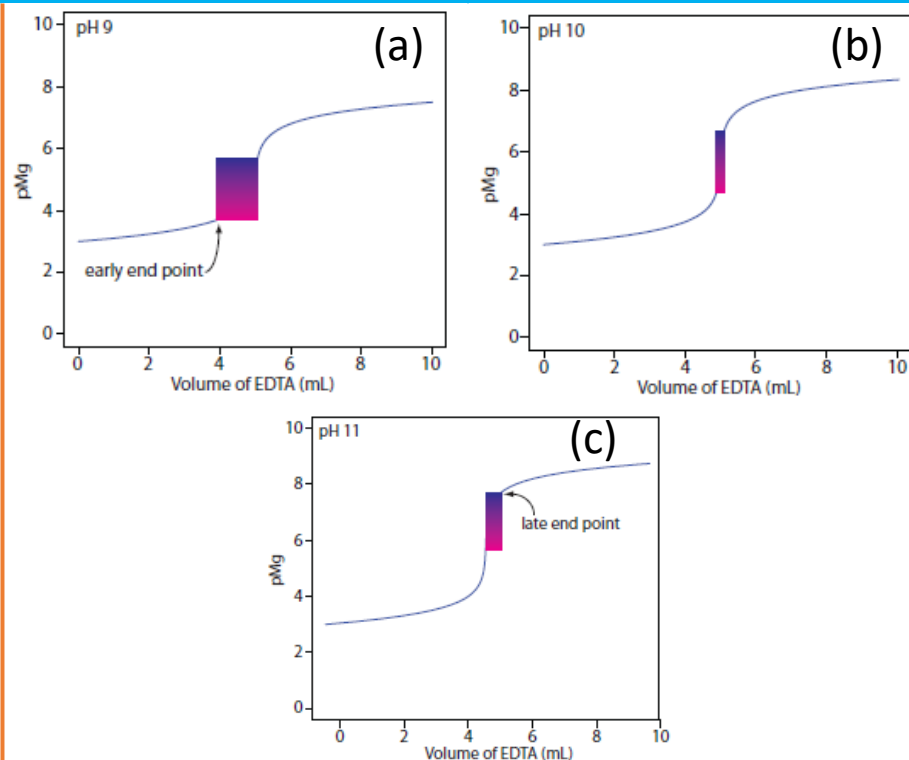 pH 9
(a)
10
8
6
4
2
0
pMg
early end point
0 2 4 6 8 10
Volume of EDTA (mL)
pH 10
(b)
10
8
6
4
2
0
pMg
0 2 4 6 8 10
Volume of EDTA (mL)
pH 11
(c)
10
8
6
4
2
0
pMg
late end point
0 2 4 6 8 10
Volume of EDTA (mL)